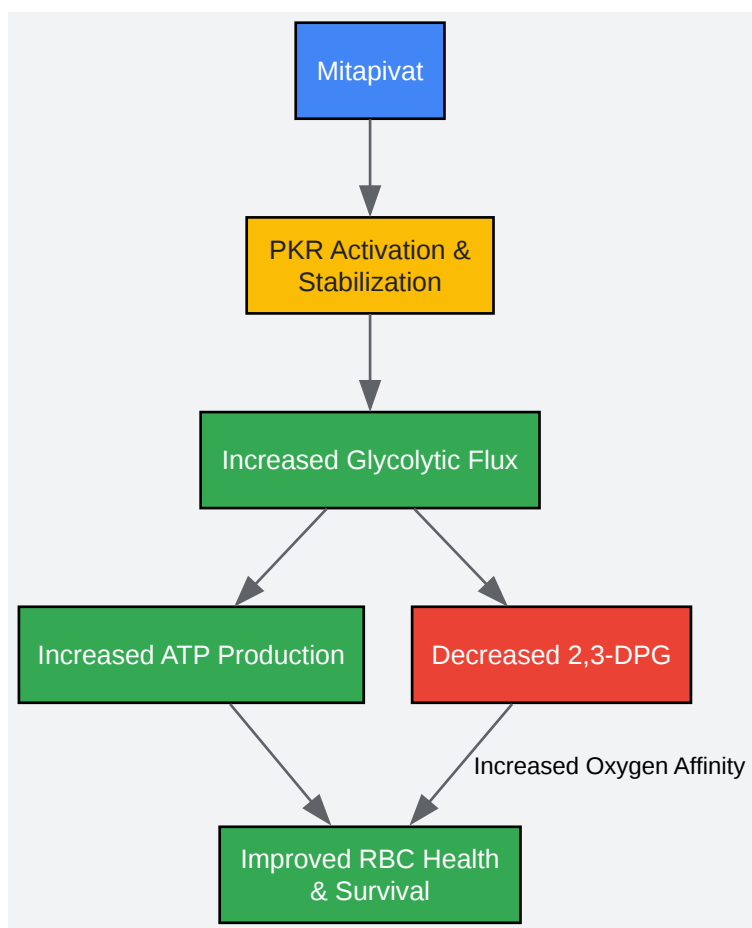 Mitapivat
PKR Activation &
Stabilization
Increased Glycolytic Flux
Increased ATP Production
Decreased 2,3-DPG
Increased Oxygen Affinity
Improved RBC Health
& Survival